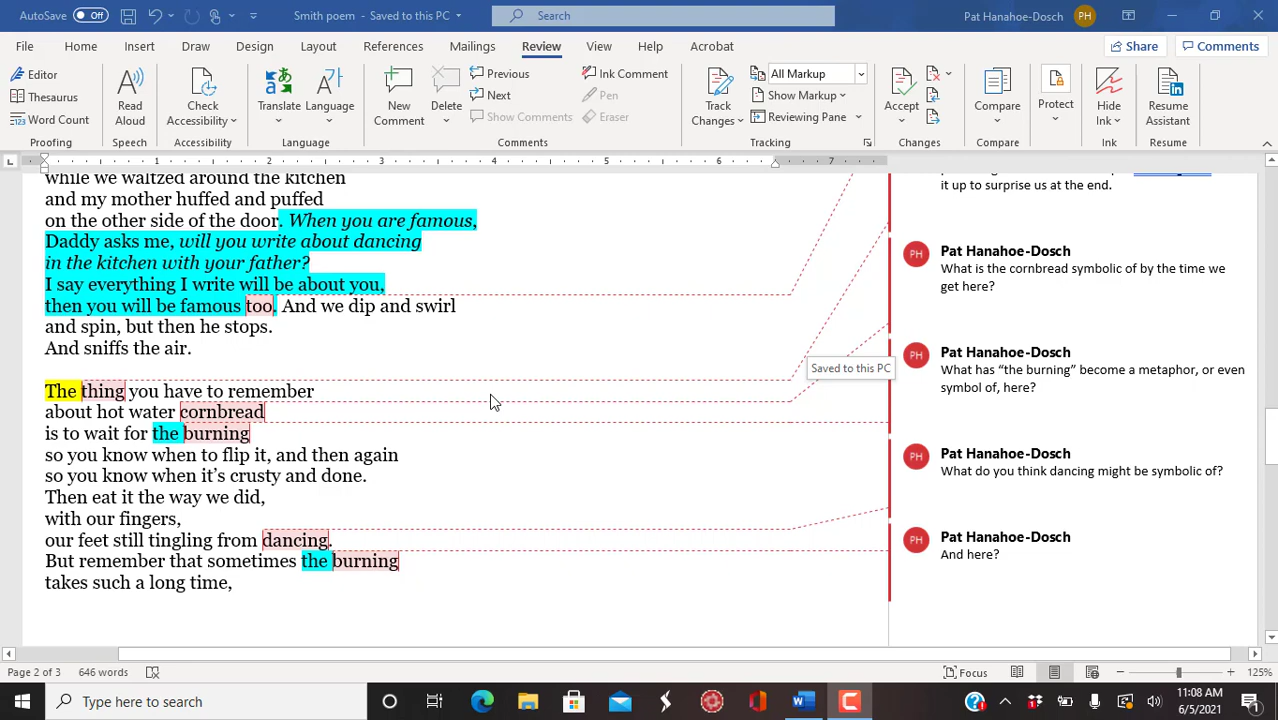 AutoSave Off Smith poem - Saved to this PC Search Pat Hanahoe-Dosch PH
File Home Insert Draw Design Layout References Mailings Review View Help Acrobat Share Comments
Editor
Thesaurus
Word Count
Proofing
Read Aloud
Speech
Check Accessibility
Accessibility
Translate
Language
Language
New Comment
Delete
Previous
Next
Show Comments
Comments
Ink Comment
Pen
Eraser
Track Changes
All Markup
Show Markup
Reviewing Pane
Tracking
Accept
Changes
Compare
Compare
Protect
Hide Ink
Ink
Resume Assistant
Resume
1 2 3 4 5 6 7
while we waltzed around the kitchen
and my mother huffed and puffed
on the other side of the door. When you are famous,
Daddy asks me, will you write about dancing
in the kitchen with your father?
I say everything I write will be about you,
then you will be famous too. And we dip and swirl
and spin, but then he stops.
And sniffs the air.
The thing you have to remember
about hot water cornbread
is to wait for the burning
so you know when to flip it, and then again
so you know when it’s crusty and done.
Then eat it the way we did,
with our fingers,
our feet still tingling from dancing.
But remember that sometimes the burning
takes such a long time,
Saved to this PC
it up to surprise us at the end.
PH Pat Hanahoe-Dosch
What is the cornbread symbolic of by the time we
get here?
PH Pat Hanahoe-Dosch
What has “the burning” become a metaphor, or even
symbol of, here?
PH Pat Hanahoe-Dosch
What do you think dancing might be symbolic of?
PH Pat Hanahoe-Dosch
And here?
Page 2 of 3 646 words Focus 125%
Type here to search
11:08 AM
6/5/2021
1